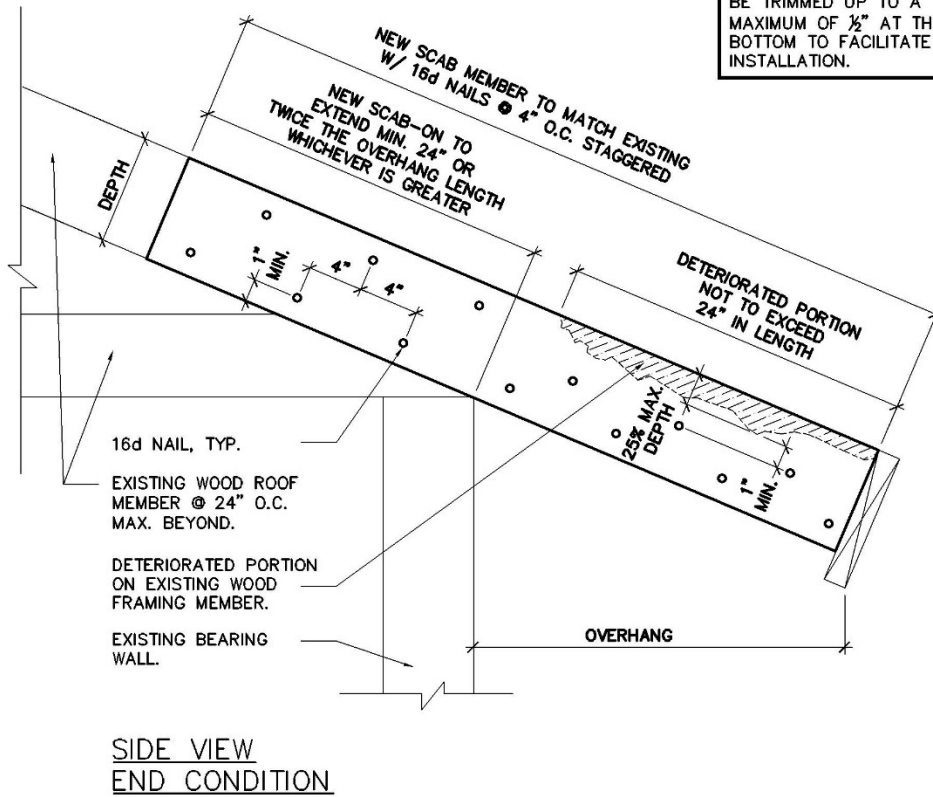 BE TRIMMED UP TO A
MAXIMUM OF ½" AT TH
BOTTOM TO FACILITATE
INSTALLATION.
NEW SCAB MEMBER TO MATCH EXISTING
W/ 16d NAILS @ 4" O.C. STAGGERED
NEW SCAB-ON TO
EXTEND MIN. 24" OR
TWICE THE OVERHANG LENGTH
WHICHEVER IS GREATER
DEPTH
1"
MIN.
4"
4"
DETERIORATED PORTION
NOT TO EXCEED
24" IN LENGTH
25% MAX.
DEPTH
1"
MIN.
16d NAIL, TYP.
EXISTING WOOD ROOF
MEMBER @ 24" O.C.
MAX. BEYOND.
DETERIORATED PORTION
ON EXISTING WOOD
FRAMING MEMBER.
EXISTING BEARING
WALL.
OVERHANG
SIDE VIEW
END CONDITION